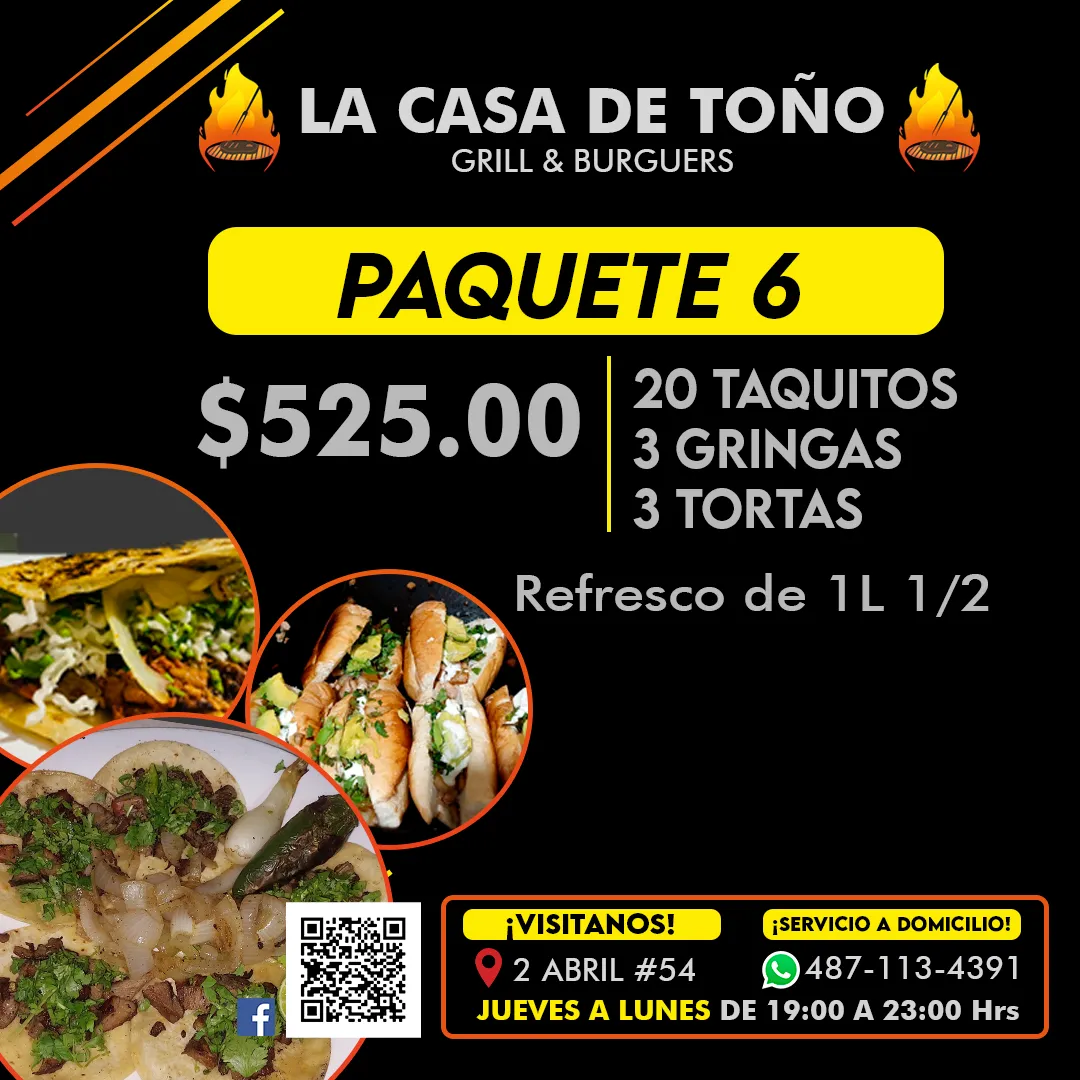 LA CASA DE TOÑO
GRILL & BURGUERS
PAQUETE 6
$525.00
20 TAQUITOS
3 GRINGAS
3 TORTAS
Refresco de 1L 1/2
¡VISITANOS!
2 ABRIL #54
¡SERVICIO A DOMICILIO!
487-113-4391
JUEVES A LUNES DE 19:00 A 23:00 Hrs